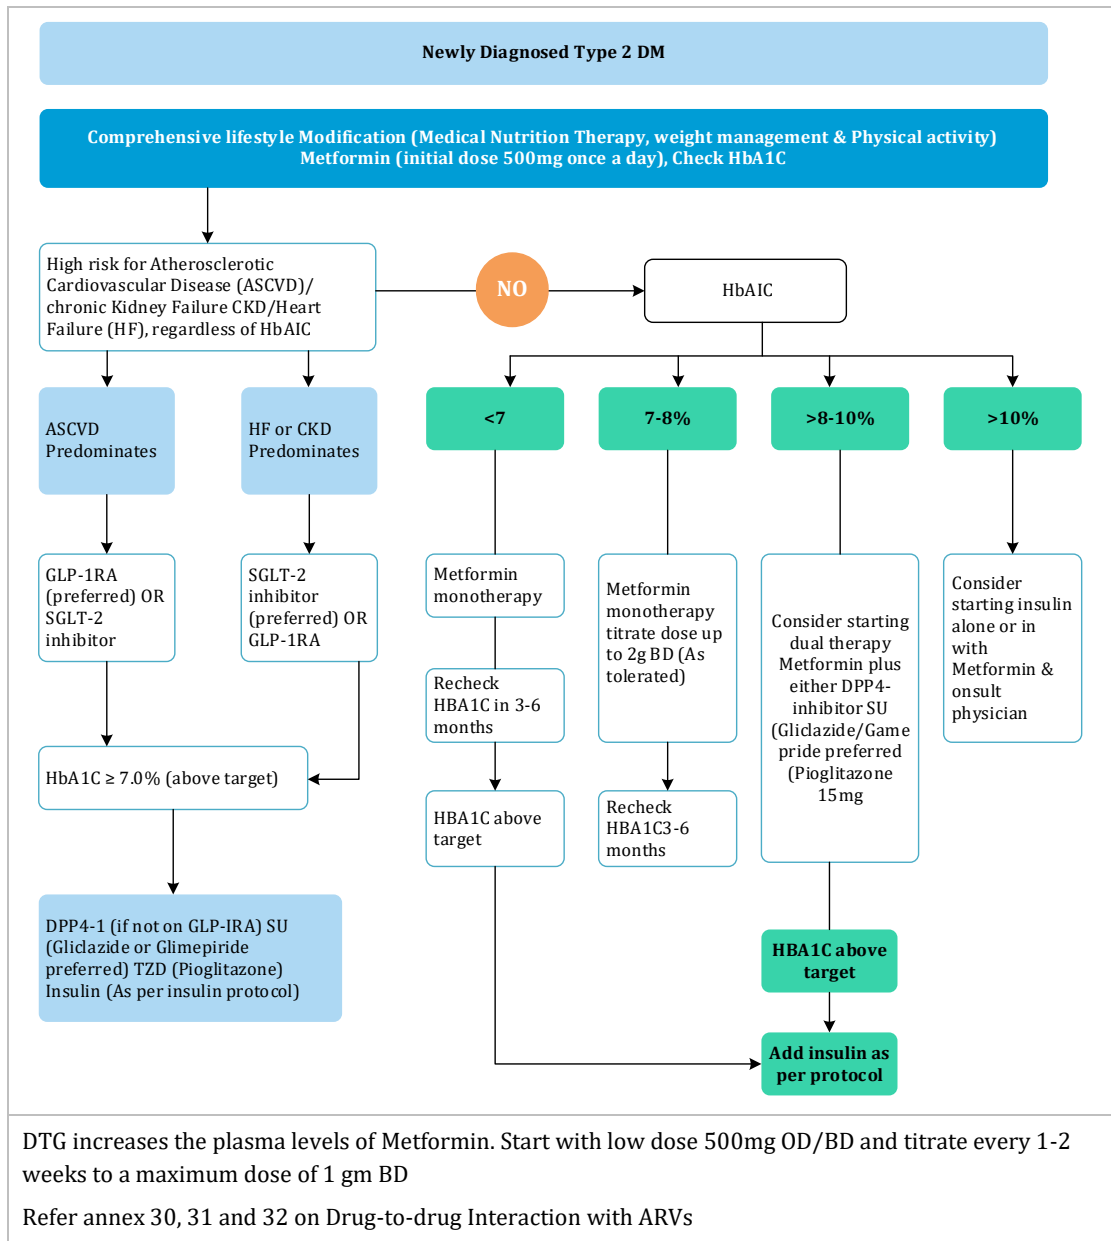 Newly Diagnosed Type 2 DM
Comprehensive lifestyle Modification (Medical Nutrition Therapy, weight management & Physical activity)
Metformin (initial dose 500mg once a day), Check HbA1C
High risk for Atherosclerotic
Cardiovascular Disease (ASCVD)/
chronic Kidney Failure CKD/Heart
Failure (HF), regardless of HbAIC
NO
HbAIC
ASCVD
Predominates
HF or CKD
Predominates
<7
7-8%
>8-10%
>10%
GLP-1RA
(preferred) OR
SGLT-2
inhibitor
SGLT-2
inhibitor
(preferred) OR
GLP-1RA
Metformin
monotherapy
Metformin
monotherapy
titrate dose up
to 2g BD (As
tolerated)
Consider starting
dual therapy
Metformin plus
either DPP4-
inhibitor SU
(Gliclazide/Game
pride preferred
(Pioglitazone
15mg
Consider
starting insulin
alone or in
with
Metformin &
onsult
physician
Recheck
HBA1C in 3-6
months
HbA1C ≥ 7.0% (above target)
HBA1C above
target
Recheck
HBA1C3-6
months
DPP4-1 (if not on GLP-IRA) SU
(Gliclazide or Glimepiride
preferred) TZD (Pioglitazone)
Insulin (As per insulin protocol)
HBA1C above
target
Add insulin as
per protocol
DTG increases the plasma levels of Metformin. Start with low dose 500mg OD/BD and titrate every 1-2
weeks to a maximum dose of 1 gm BD
Refer annex 30, 31 and 32 on Drug-to-drug Interaction with ARVs